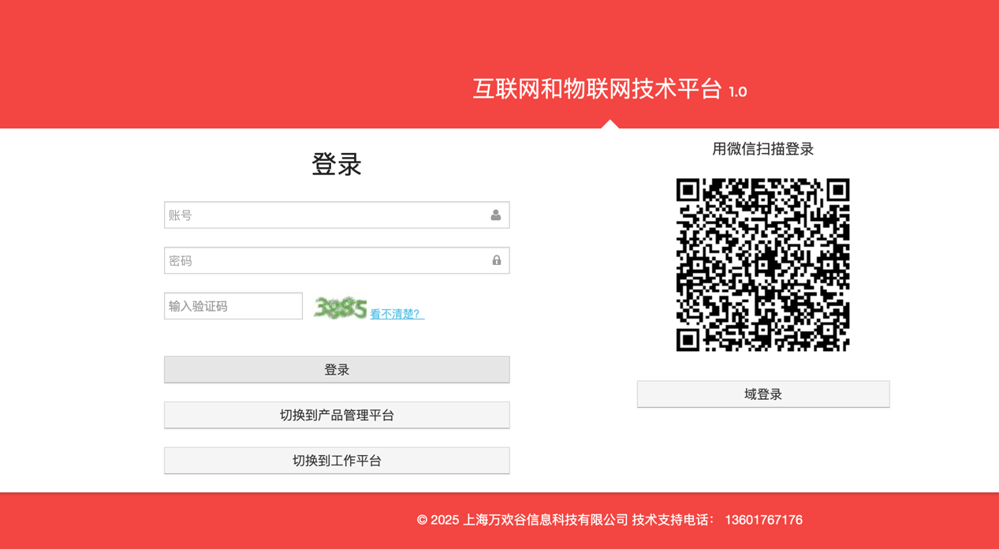 互联网和物联网技术平台 1.0
登录
账号
密码
输入验证码
3085 看不清楚？
登录
切换到产品管理平台
切换到工作平台
用微信扫描登录
域登录
© 2025 上海万欢谷信息科技有限公司 技术支持电话： 13601767176